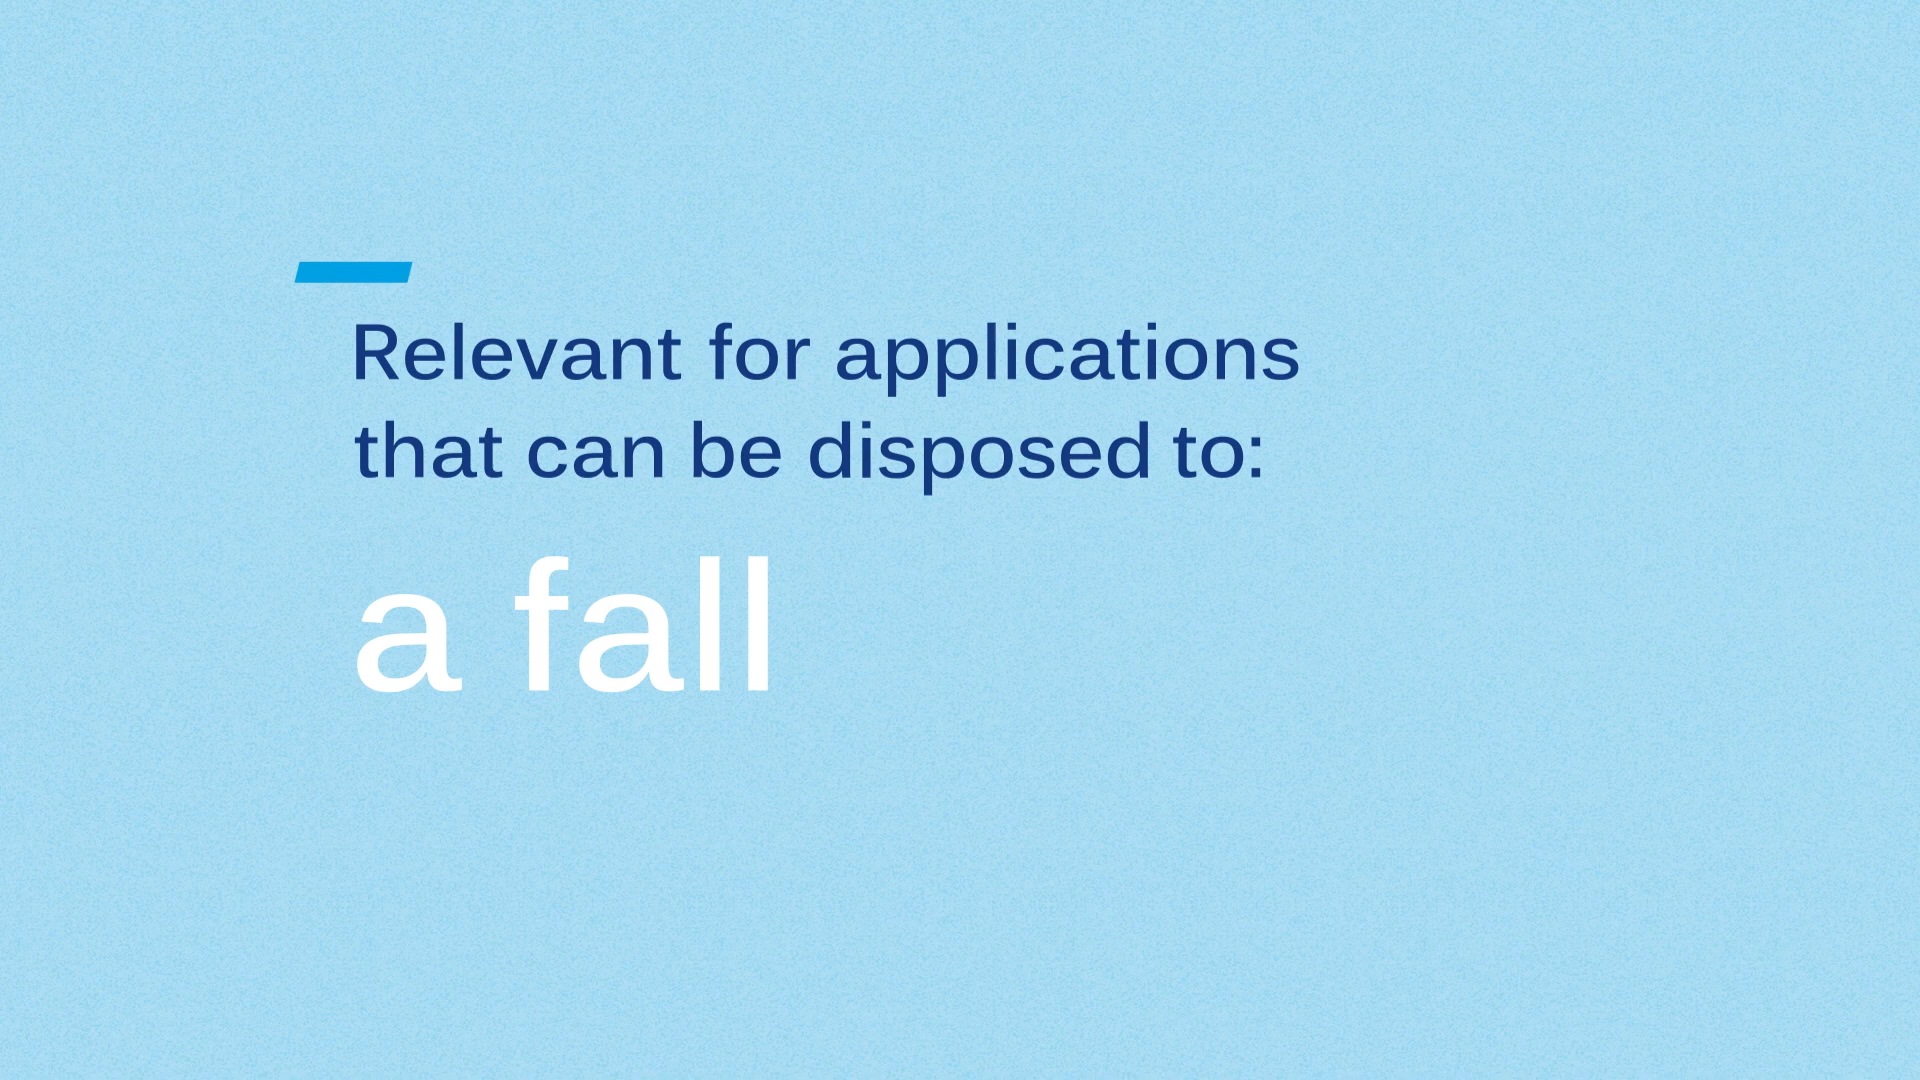 Relevant for applications
that can be disposed to:
a fall